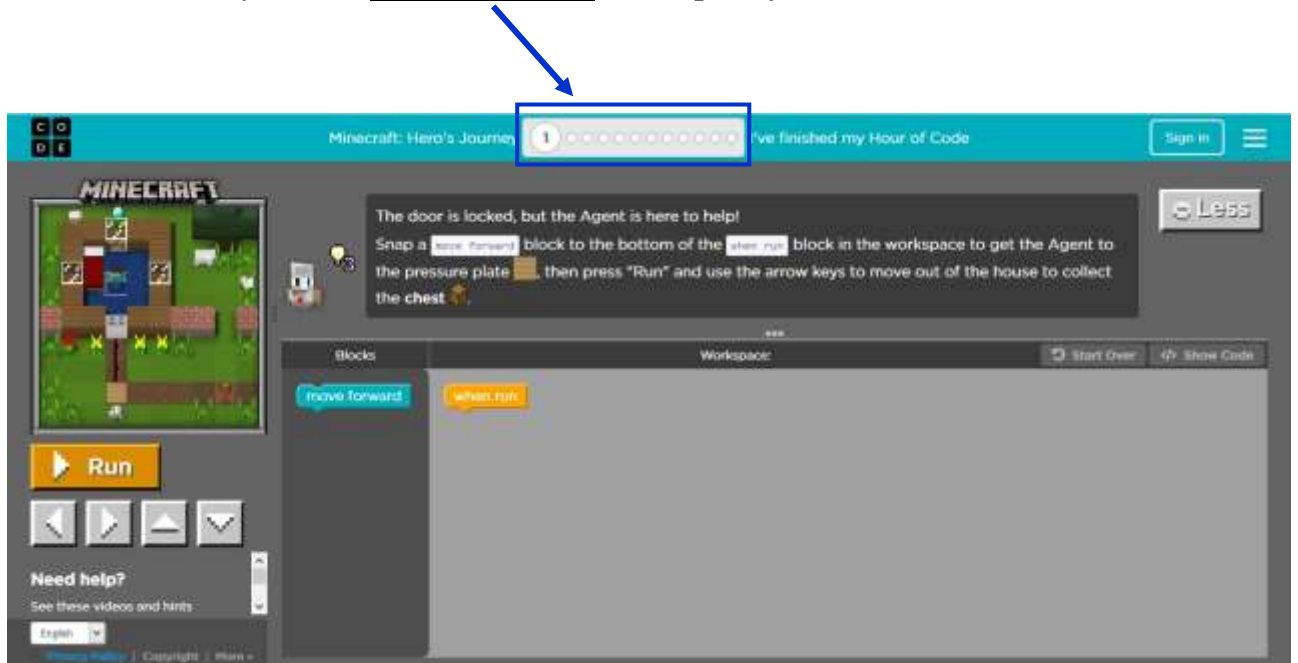 C O
D E
Minecraft: Hero's Journey
1
I've finished my Hour of Code
Sign in
MINECRAFT
Less
The door is locked, but the Agent is here to help!
Snap a move forward block to the bottom of the when run block in the workspace to get the Agent to
the pressure plate , then press "Run" and use the arrow keys to move out of the house to collect
the chest .
3
Blocks
Workspace:
Start Over
Show Code
move forward
when run
Run
Need help?
See these videos and hints
English
Privacy Policy | Copyright | More